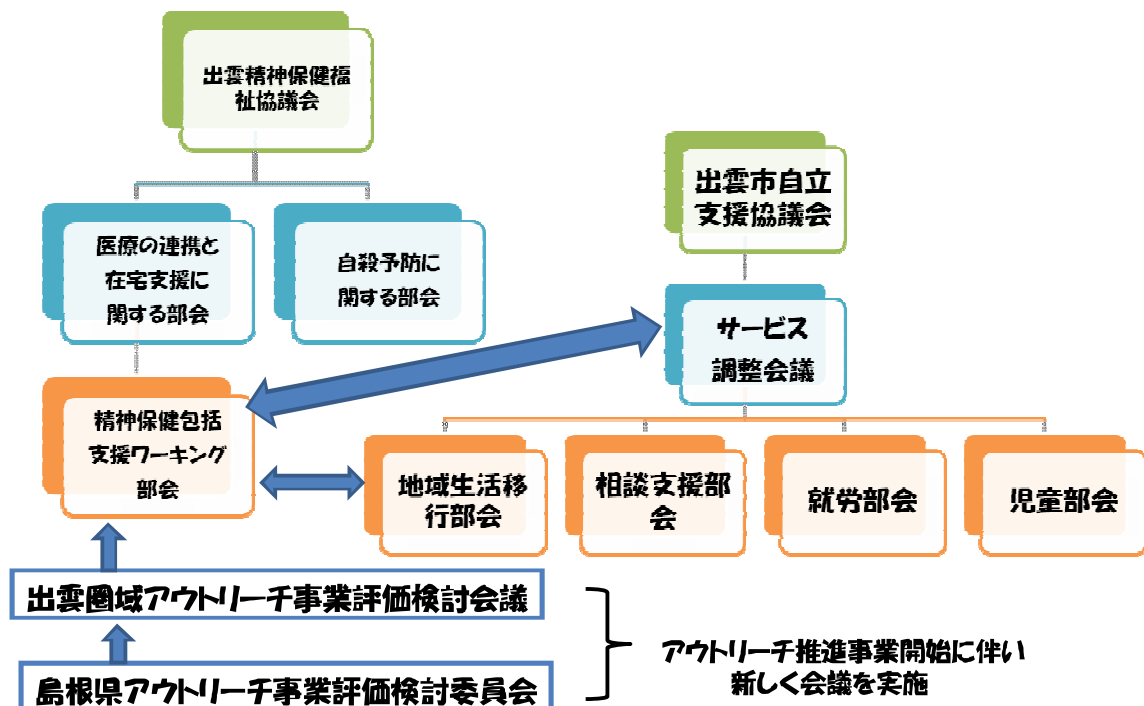 出雲精神保健福
祉協議会
出雲市自立
支援協議会
医療の連携と
在宅支援に
関する部会
自殺予防に
関する部会
サービス
調整会議
精神保健包括
支援ワーキング
部会
地域生活移
行部会
相談支援部
会
就労部会
児童部会
出雲圏域アウトリーチ事業評価検討会議
島根県アウトリーチ事業評価検討委員会
アウトリーチ推進事業開始に伴い
新しく会議を実施